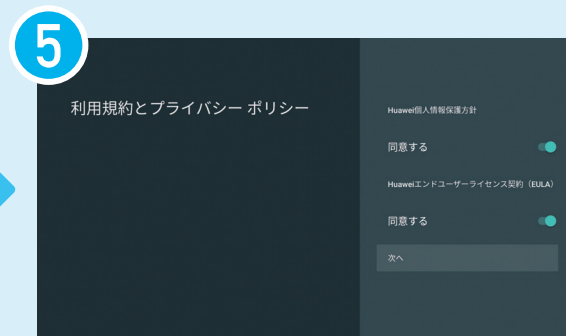 5
利用規約とプライバシー ポリシー
Huawei個人情報保護方針
同意する
Huaweiエンドユーザーライセンス契約（EULA）
同意する
次へ